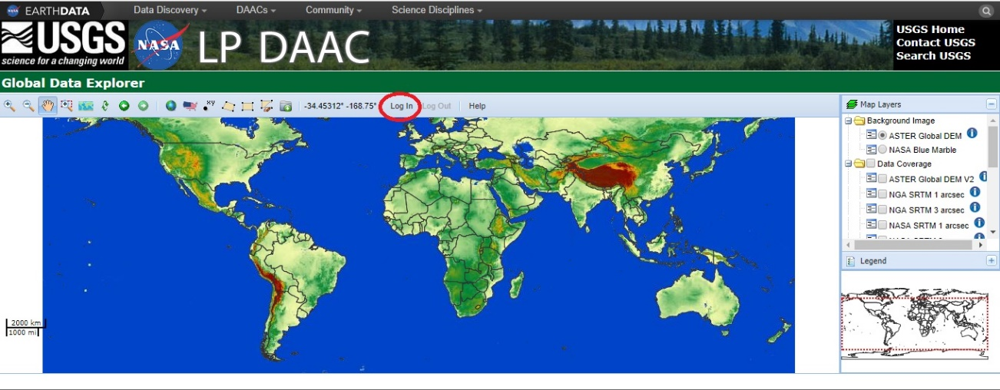 EARTHDATA Data Discovery DAACs Community Science Disciplines
USGS
science for a changing world
NASA
LP DAAC
USGS Home
Contact USGS
Search USGS
Global Data Explorer
XY -34.45312° -168.75° Log In Log Out Help
Map Layers
Background Image
ASTER Global DEM
NASA Blue Marble
Data Coverage
ASTER Global DEM V2
NGA SRTM 1 arcsec
NGA SRTM 3 arcsec
NASA SRTM 1 arcsec
Legend
2000 km
1000 mi